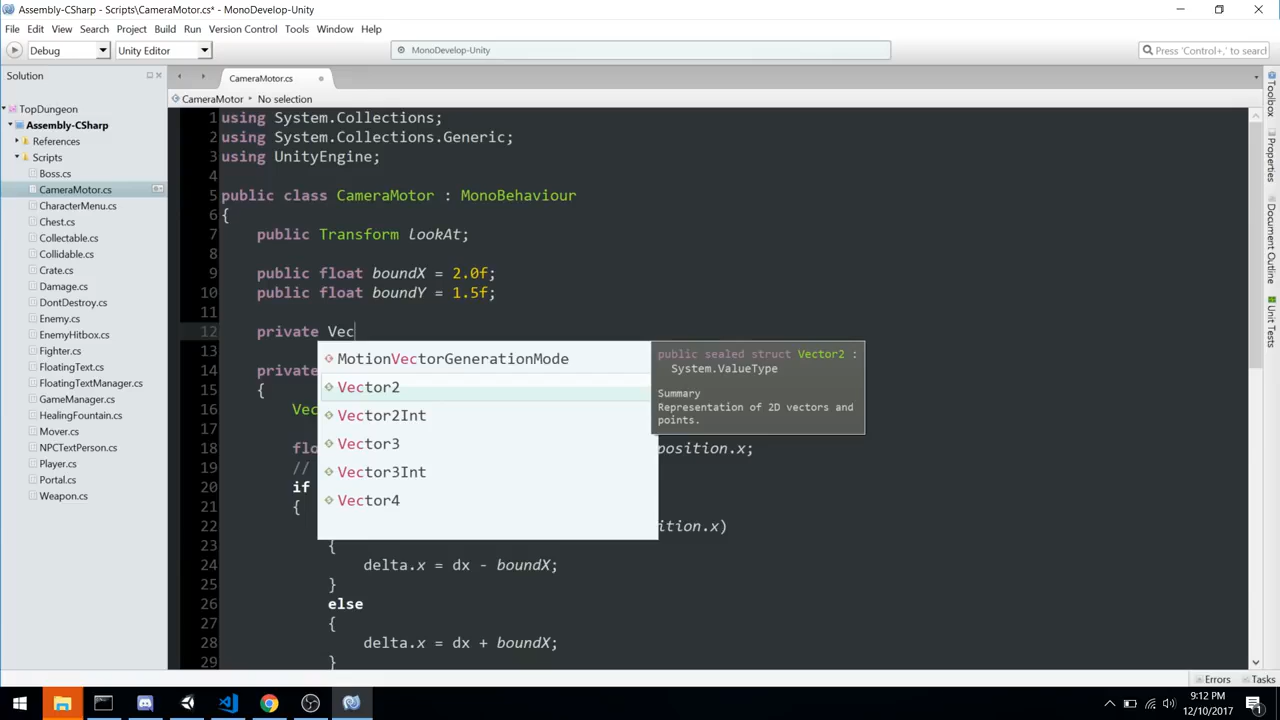 Assembly-CSharp - Scripts\CameraMotor.cs* - MonoDevelop-Unity
File Edit View Search Project Build Run Version Control Tools Window Help
Debug Unity Editor MonoDevelop-Unity Press 'Control+,' to search
Solution
CameraMotor.cs
CameraMotor No selection
TopDungeon
Assembly-CSharp
References
Scripts
Boss.cs
CameraMotor.cs
CharacterMenu.cs
Chest.cs
Collectable.cs
Collidable.cs
Crate.cs
Damage.cs
DontDestroy.cs
Enemy.cs
EnemyHitbox.cs
Fighter.cs
FloatingText.cs
FloatingTextManager.cs
GameManager.cs
HealingFountain.cs
Mover.cs
NPCTextPerson.cs
Player.cs
Portal.cs
Weapon.cs
1 using System.Collections;
2 using System.Collections.Generic;
3 using UnityEngine;
4
5 public class CameraMotor : MonoBehaviour
6 {
7 public Transform lookAt;
8
9 public float boundX = 2.0f;
10 public float boundY = 1.5f;
11
12 private Vec
13
14 private
15 {
16 Vec
17
18 flo position.x;
19 //
20 if
21 {
22 ition.x)
23 {
24 delta.x = dx - boundX;
25 }
26 else
27 {
28 delta.x = dx + boundX;
29 }
MotionVectorGenerationMode
Vector2
Vector2Int
Vector3
Vector3Int
Vector4
public sealed struct Vector2 :
System.ValueType
Summary
Representation of 2D vectors and
points.
Toolbox
Properties
Document Outline
Unit Tests
Errors Tasks
9:12 PM
12/10/2017
1